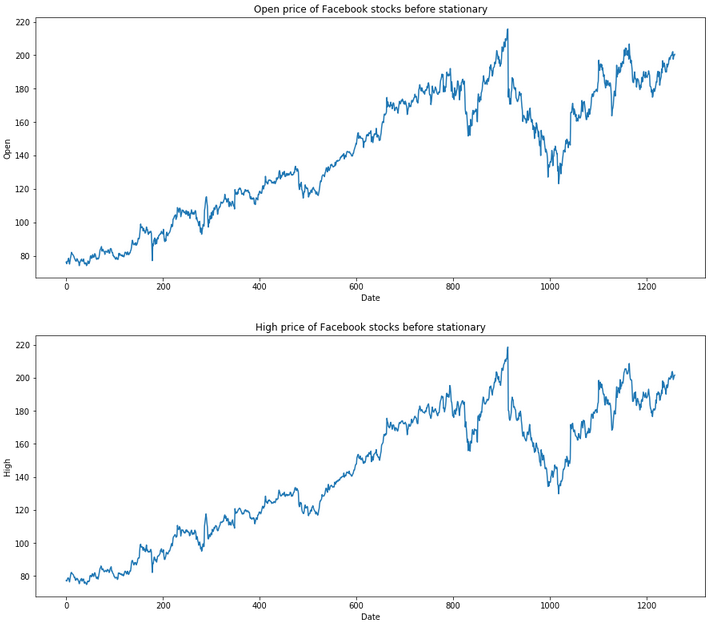 Open price of Facebook stocks before stationary
220
200
180
160
140
120
100
80
Open
0 200 400 600 800 1000 1200
Date
High price of Facebook stocks before stationary
220
200
180
160
140
120
100
80
High
0 200 400 600 800 1000 1200
Date